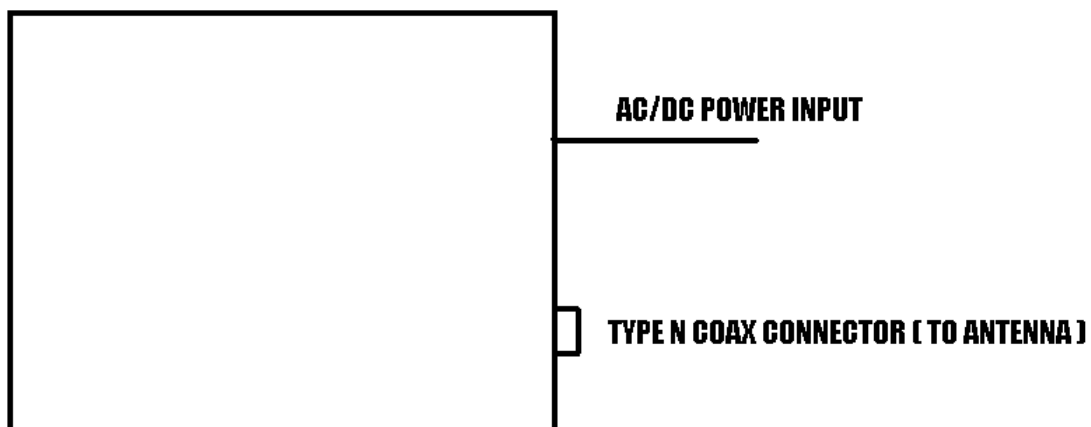 AC/DC POWER INPUT
TYPE N COAX CONNECTOR ( TO ANTENNA )